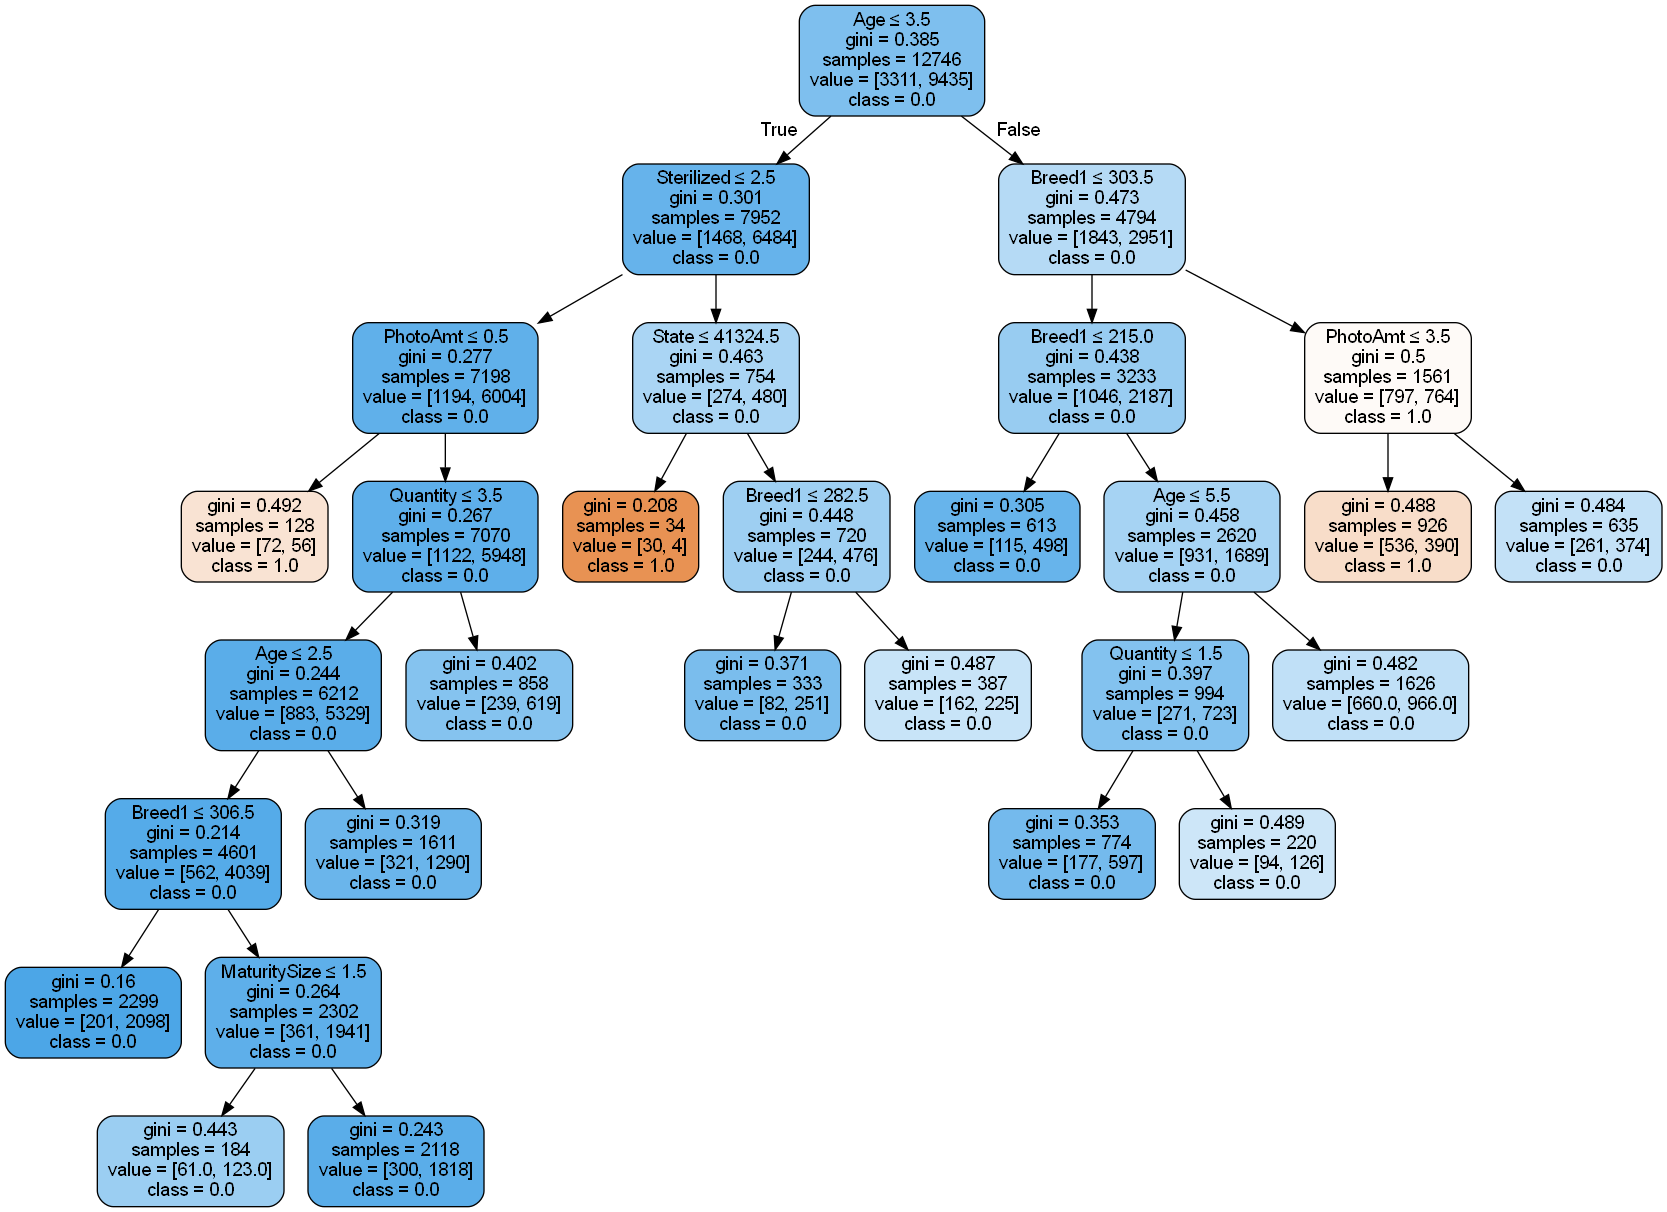 Age ≤ 3.5
gini = 0.385
samples = 12746
value = [3311, 9435]
class = 0.0
True
False
Sterilized ≤ 2.5
gini = 0.301
samples = 7952
value = [1468, 6484]
class = 0.0
Breed1 ≤ 303.5
gini = 0.473
samples = 4794
value = [1843, 2951]
class = 0.0
PhotoAmt ≤ 0.5
gini = 0.277
samples = 7198
value = [1194, 6004]
class = 0.0
State ≤ 41324.5
gini = 0.463
samples = 754
value = [274, 480]
class = 0.0
Breed1 ≤ 215.0
gini = 0.438
samples = 3233
value = [1046, 2187]
class = 0.0
PhotoAmt ≤ 3.5
gini = 0.5
samples = 1561
value = [797, 764]
class = 1.0
gini = 0.492
samples = 128
value = [72, 56]
class = 1.0
Quantity ≤ 3.5
gini = 0.267
samples = 7070
value = [1122, 5948]
class = 0.0
gini = 0.208
samples = 34
value = [30, 4]
class = 1.0
Breed1 ≤ 282.5
gini = 0.448
samples = 720
value = [244, 476]
class = 0.0
gini = 0.305
samples = 613
value = [115, 498]
class = 0.0
Age ≤ 5.5
gini = 0.458
samples = 2620
value = [931, 1689]
class = 0.0
gini = 0.488
samples = 926
value = [536, 390]
class = 1.0
gini = 0.484
samples = 635
value = [261, 374]
class = 0.0
Age ≤ 2.5
gini = 0.244
samples = 6212
value = [883, 5329]
class = 0.0
gini = 0.402
samples = 858
value = [239, 619]
class = 0.0
gini = 0.371
samples = 333
value = [82, 251]
class = 0.0
gini = 0.487
samples = 387
value = [162, 225]
class = 0.0
Quantity ≤ 1.5
gini = 0.397
samples = 994
value = [271, 723]
class = 0.0
gini = 0.482
samples = 1626
value = [660.0, 966.0]
class = 0.0
Breed1 ≤ 306.5
gini = 0.214
samples = 4601
value = [562, 4039]
class = 0.0
gini = 0.319
samples = 1611
value = [321, 1290]
class = 0.0
gini = 0.353
samples = 774
value = [177, 597]
class = 0.0
gini = 0.489
samples = 220
value = [94, 126]
class = 0.0
gini = 0.16
samples = 2299
value = [201, 2098]
class = 0.0
MaturitySize ≤ 1.5
gini = 0.264
samples = 2302
value = [361, 1941]
class = 0.0
gini = 0.443
samples = 184
value = [61.0, 123.0]
class = 0.0
gini = 0.243
samples = 2118
value = [300, 1818]
class = 0.0